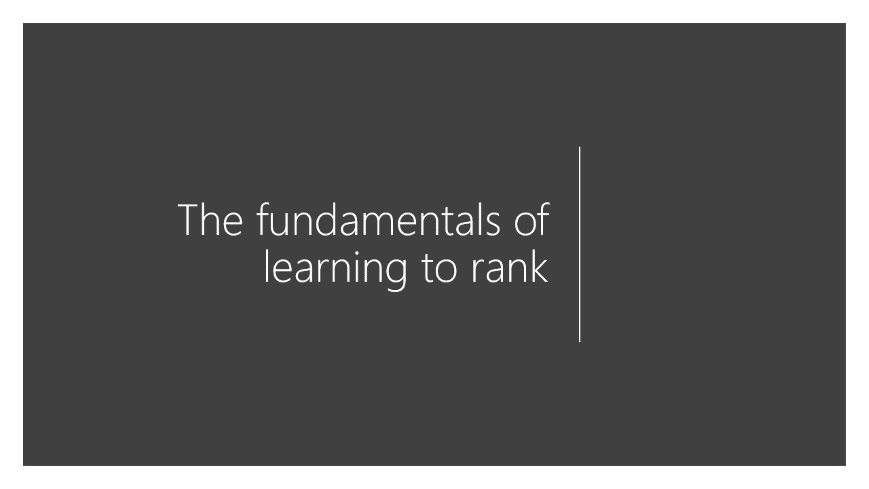 The fundamentals of
learning to rank